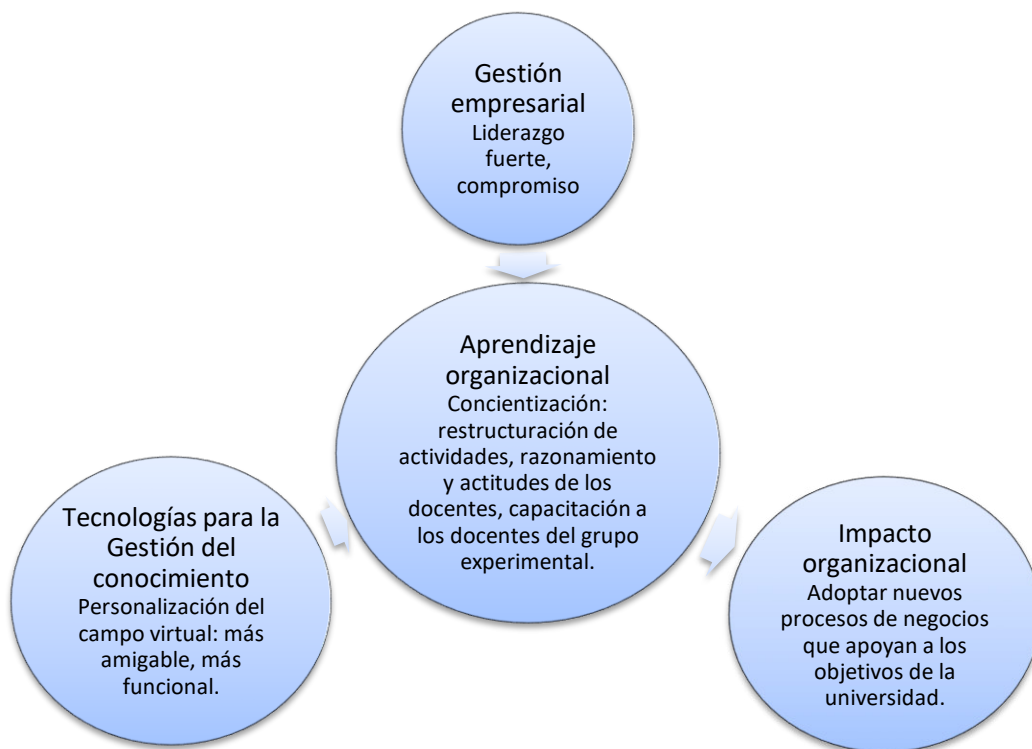 Gestión
empresarial
Liderazgo
fuerte,
compromiso
Aprendizaje
organizacional
Concientización:
restructuración de
actividades, razonamiento
y actitudes de los
docentes, capacitación a
los docentes del grupo
experimental.
Tecnologías para la
Gestión del
conocimiento
Personalización del
campo virtual: más
amigable, más
funcional.
Impacto
organizacional
Adoptar nuevos
procesos de negocios
que apoyan a los
objetivos de la
universidad.